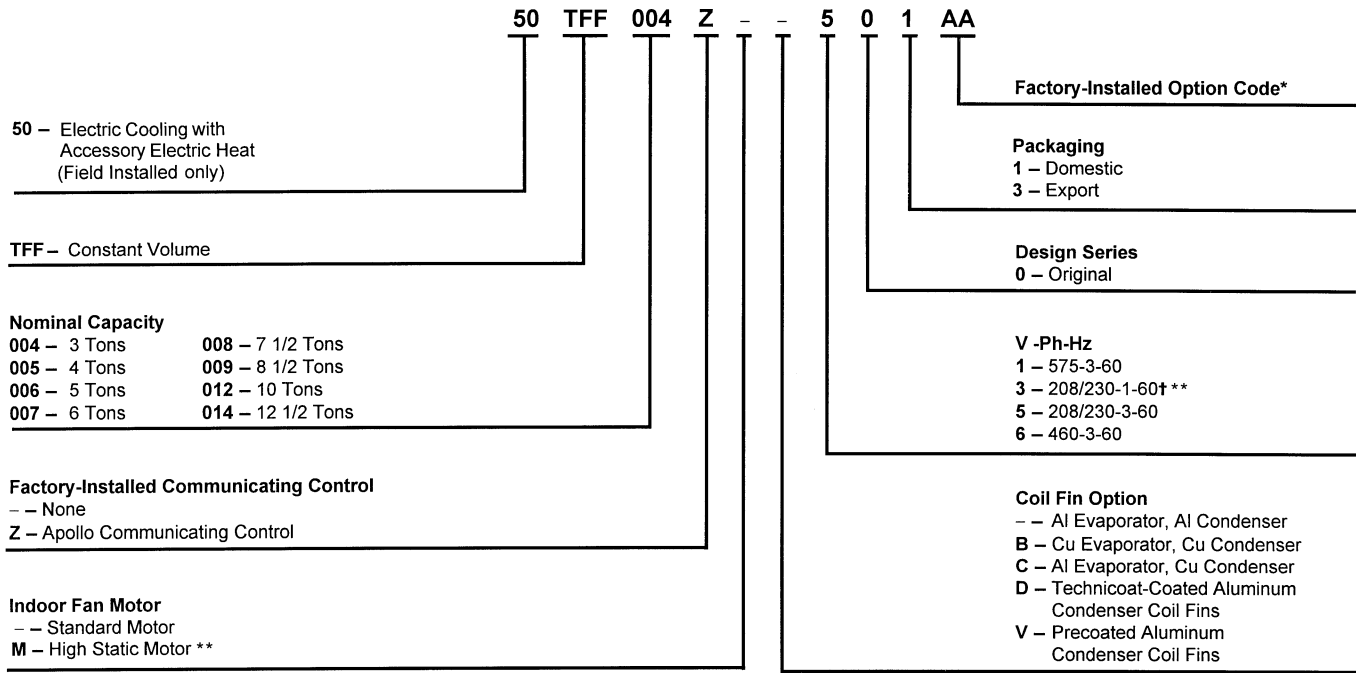 50 TFF 004 Z – – 5 0 1 AA
50 – Electric Cooling with
Accessory Electric Heat
(Field Installed only)
TFF – Constant Volume
Nominal Capacity
004 – 3 Tons 008 – 7 1/2 Tons
005 – 4 Tons 009 – 8 1/2 Tons
006 – 5 Tons 012 – 10 Tons
007 – 6 Tons 014 – 12 1/2 Tons
Factory-Installed Communicating Control
– – None
Z – Apollo Communicating Control
Indoor Fan Motor
– – Standard Motor
M – High Static Motor **
Factory-Installed Option Code*
Packaging
1 – Domestic
3 – Export
Design Series
0 – Original
V -Ph-Hz
1 – 575-3-60
3 – 208/230-1-60† **
5 – 208/230-3-60
6 – 460-3-60
Coil Fin Option
– – Al Evaporator, Al Condenser
B – Cu Evaporator, Cu Condenser
C – Al Evaporator, Cu Condenser
D – Technicoat-Coated Aluminum
Condenser Coil Fins
V – Precoated Aluminum
Condenser Coil Fins